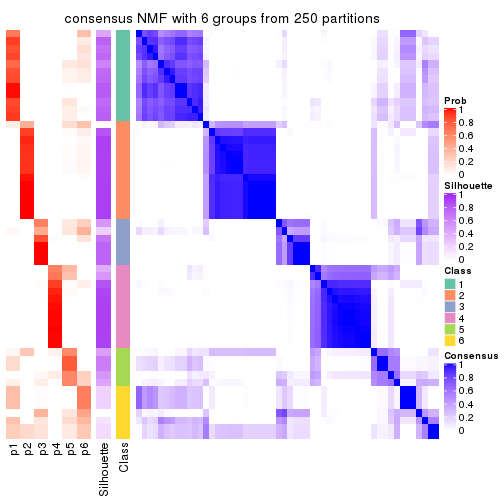 consensus NMF with 6 groups from 250 partitions
Prob
1
0.8
0.6
0.4
0.2
0
Silhouette
1
0.8
0.6
0.4
0.2
0
Class
1
2
3
4
5
6
Consensus
1
0.8
0.6
0.4
0.2
0
p1
p2
p3
p4
p5
p6
Silhouette
Class